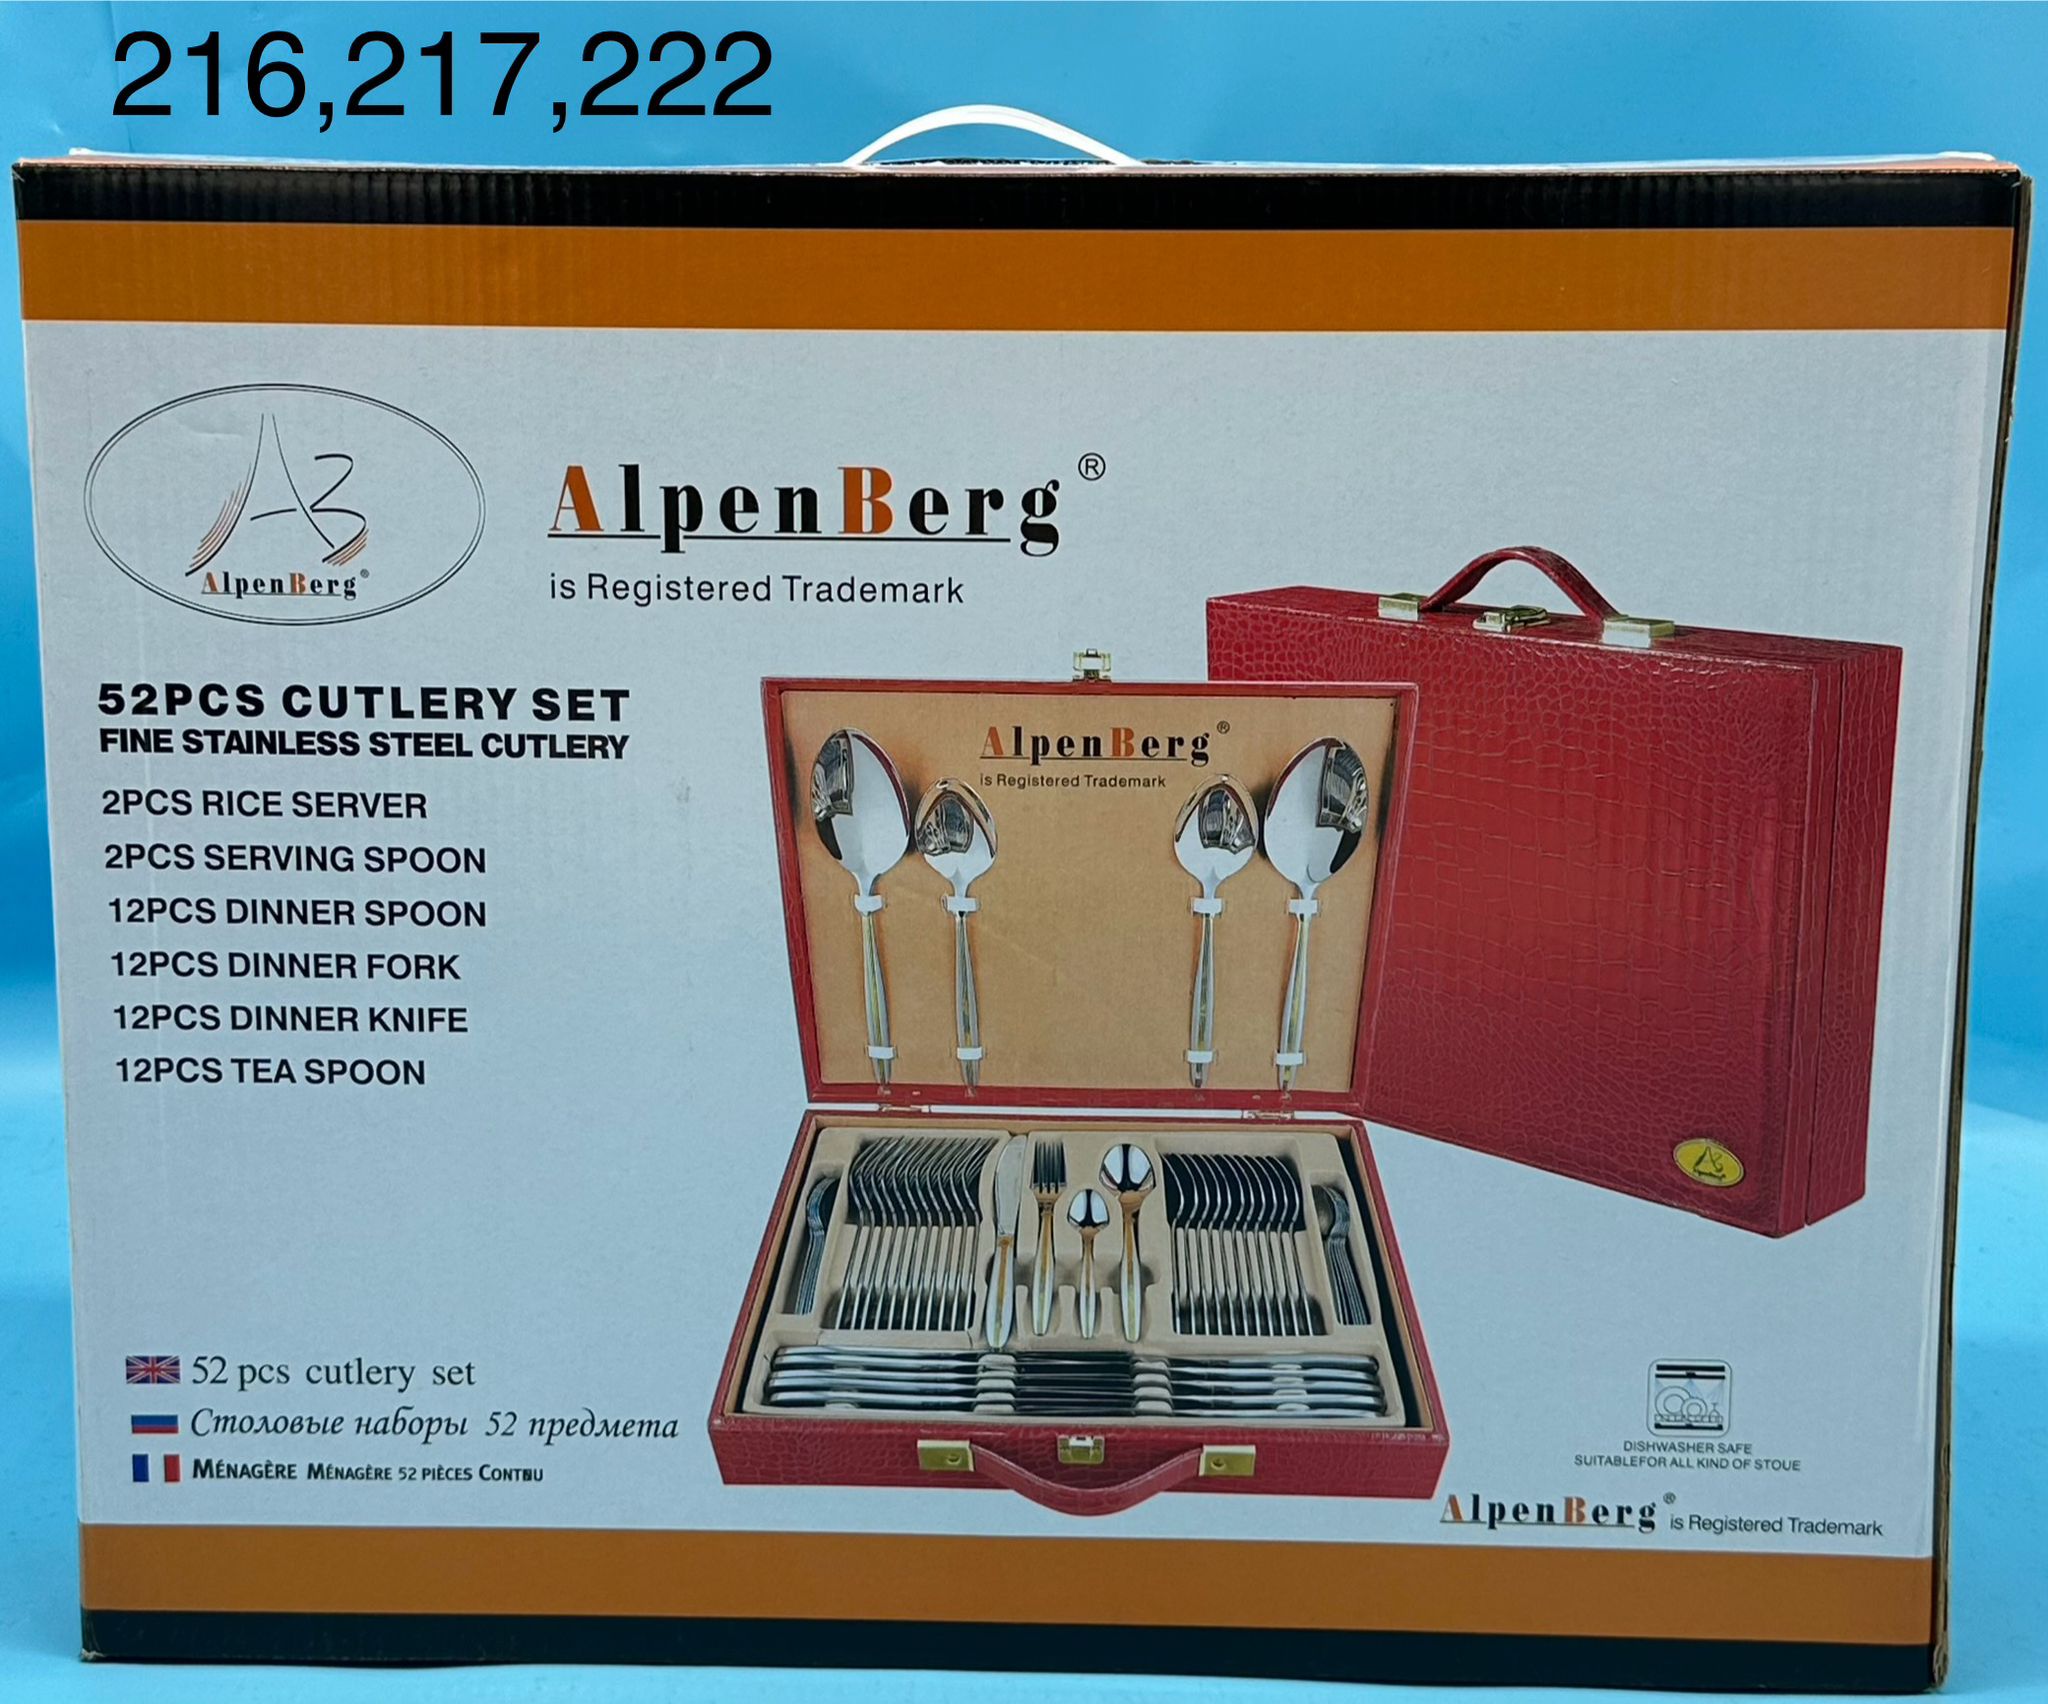 216,217,222
AlpenBerg®
AlpenBerg®
is Registered Trademark
52PCS CUTLERY SET
FINE STAINLESS STEEL CUTLERY
2PCS RICE SERVER
2PCS SERVING SPOON
12PCS DINNER SPOON
12PCS DINNER FORK
12PCS DINNER KNIFE
12PCS TEA SPOON
AlpenBerg®
is Registered Trademark
52 pcs cutlery set
Столовые наборы 52 предмета
MÉNAGÈRE MÉNAGÈRE 52 PIÈCES
DISHWASHER SAFE
SUITABLEFOR ALL KIND OF STOUE
AlpenBerg® is Registered Trademark